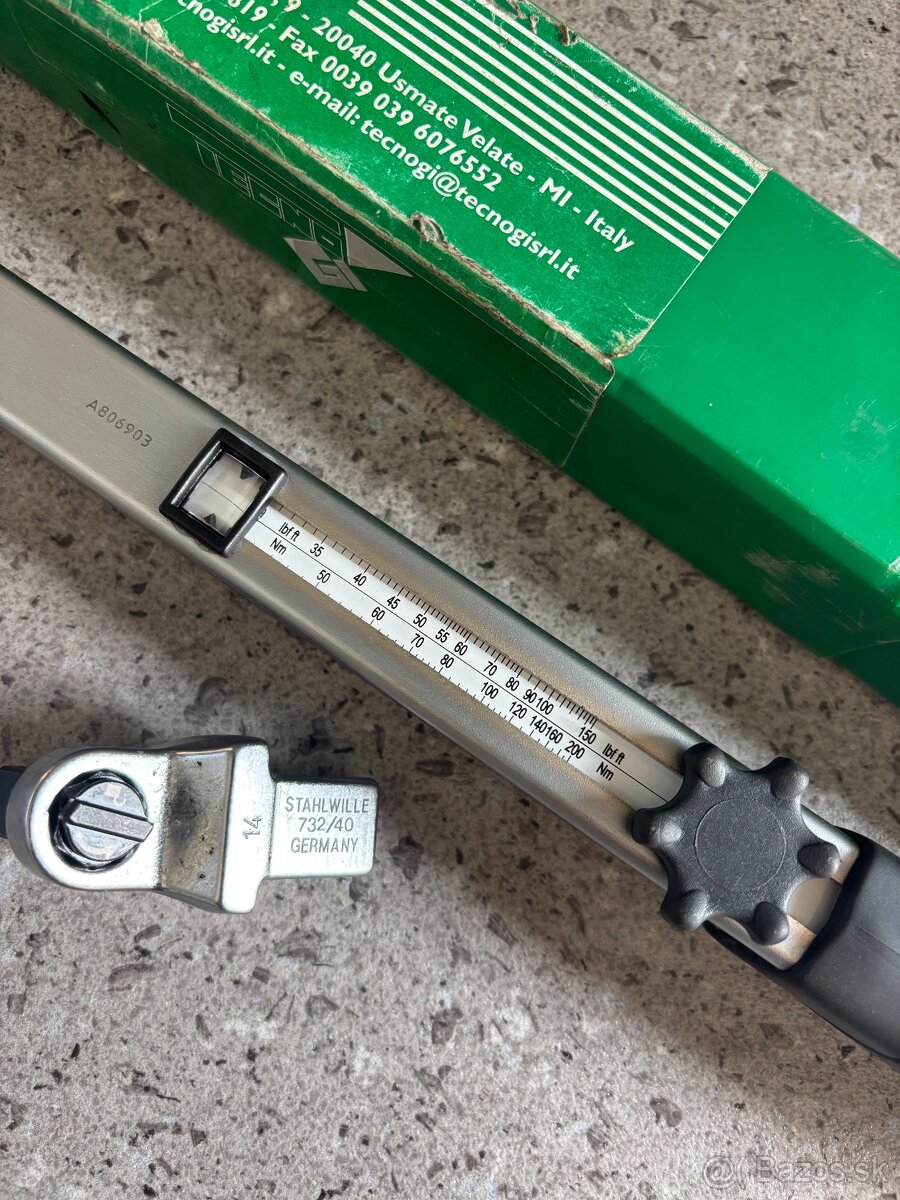 9 - 20040 Usmate Velate - MI - Italy
619 - Fax 0039 039 6076552
cnogisrl.it - e-mail: tecnogi@tecnogisrl.it
TECNO
G
A806903
lbf ft 35 40 45 50 55 60 70 80 90 100 150 lbf ft
Nm 50 60 70 80 100 120 140 160 200 Nm
14
STAHLWILLE
732/40
GERMANY
Bazos.sk